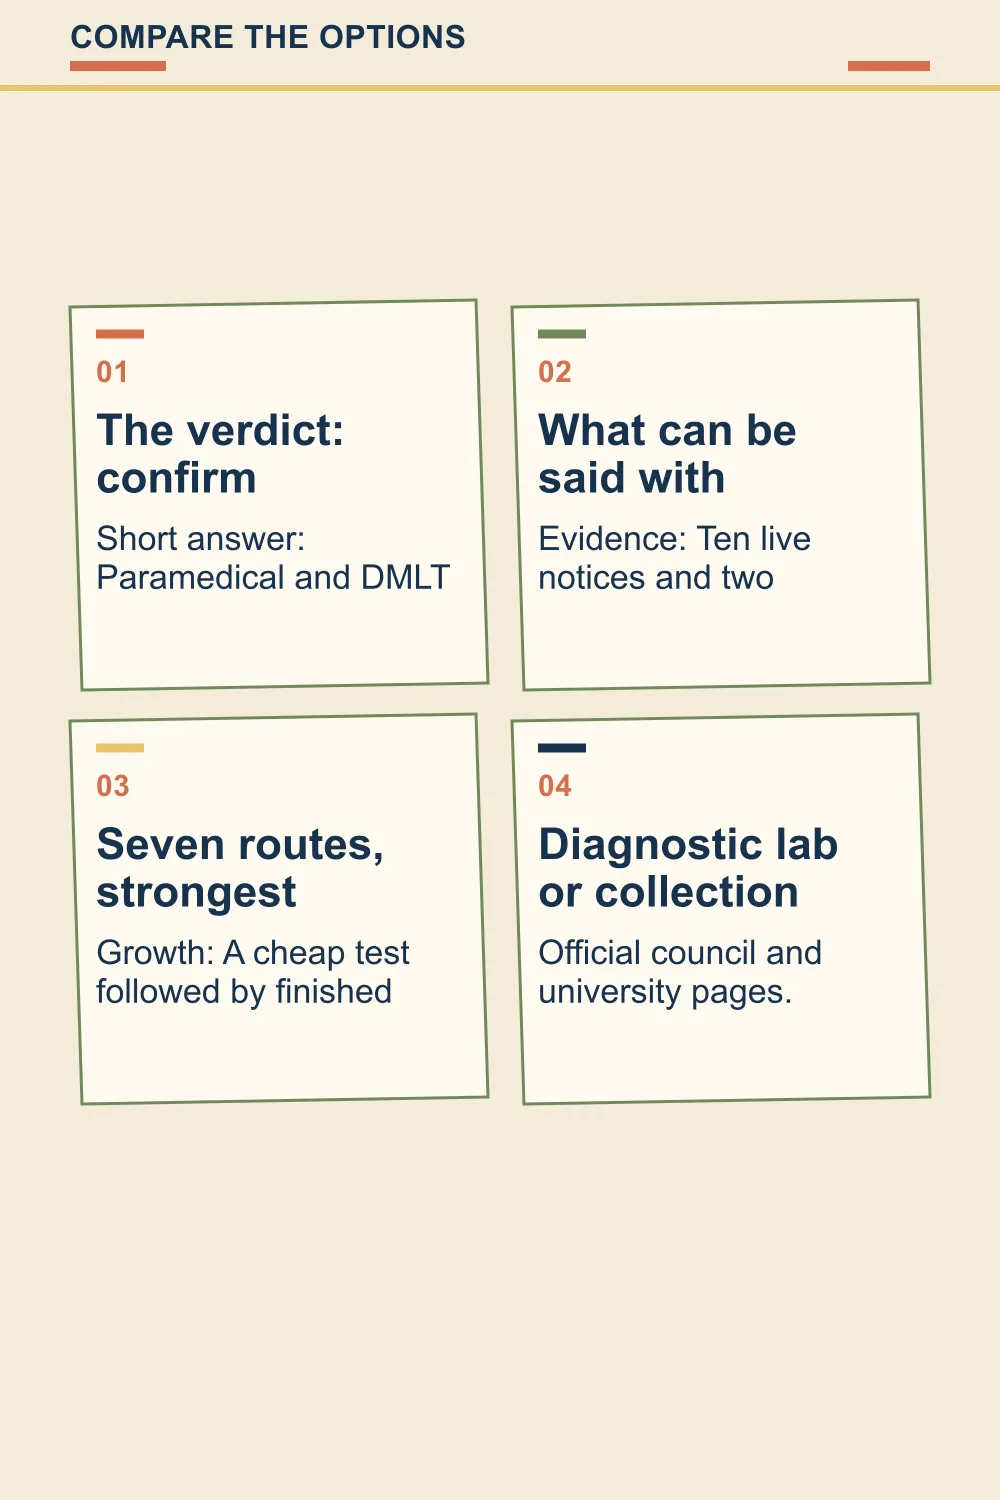 COMPARE THE OPTIONS
01
The verdict:
confirm
Short answer:
Paramedical and DMLT
02
What can be
said with
Evidence: Ten live
notices and two
03
Seven routes,
strongest
Growth: A cheap test
followed by finished
04
Diagnostic lab
or collection
Official council and
university pages.